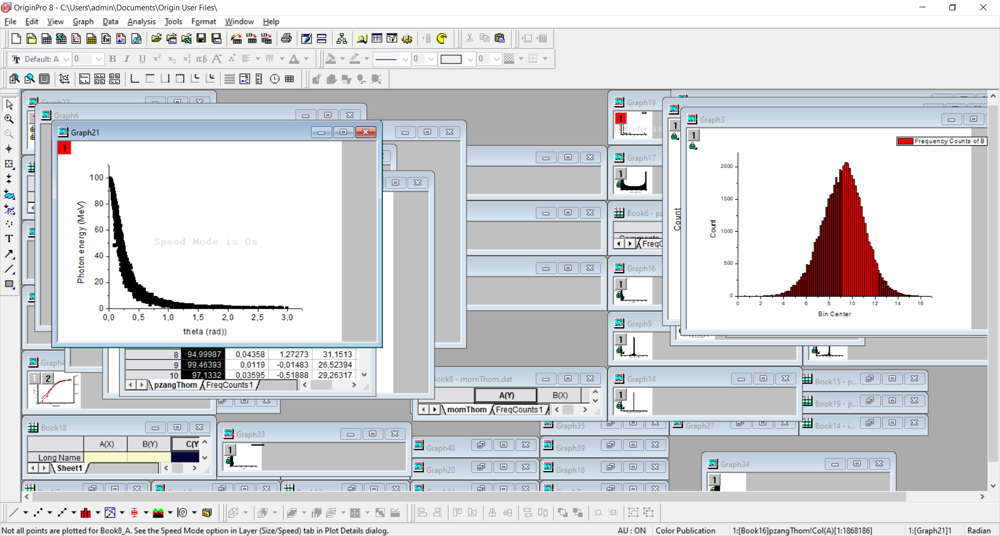 OriginPro 8 - C:\Users\admin\Documents\Origin User Files\
File Edit View Graph Data Analysis Tools Format Window Help
Default: A 0 B I U x² x₂ αβ A A A 0 0
Graph6
Graph21
1
100
80
60
40
20
0
0,0 0,5 1,0 1,5 2,0 2,5 3,0
Photon energy (MeV)
theta (rad))
Speed Mode is On
8 94,99987 0,04358 1,27273 31,1513
9 99,46393 0,0119 -0,01483 26,52394
10 97,1332 0,03595 -0,51888 29,26317
pzangThom FreqCounts1
Graph19
1
Graph17
1
Book6 - pz
Comments
FreqC
Graph16
1
Graph9
1
Graph14
1
1
Count
Graph3
1
Frequency Counts of B
2000
1500
1000
500
0
0 2 4 6 8 10 12 14 16
Count
Bin Center
Graph4
1 2
Book8 - momThom.dat
A(Y) B(X)
momThom FreqCounts1
Book15 - p...
Book19 - p...
Book14 - i...
Book18
A(X) B(Y) C(Y
Long Name
Sheet1
Graph33
1
Graph35
Graph27
Graph40
Graph39
Graph20
Graph18
Graph34
1
Not all points are plotted for Book8_A. See the Speed Mode option in Layer (Size/Speed) tab in Plot Details dialog.
AU : ON Color Publication 1:[Book16]pzangThom!Col(A)[1:1868186] 1:[Graph21]1 Radian